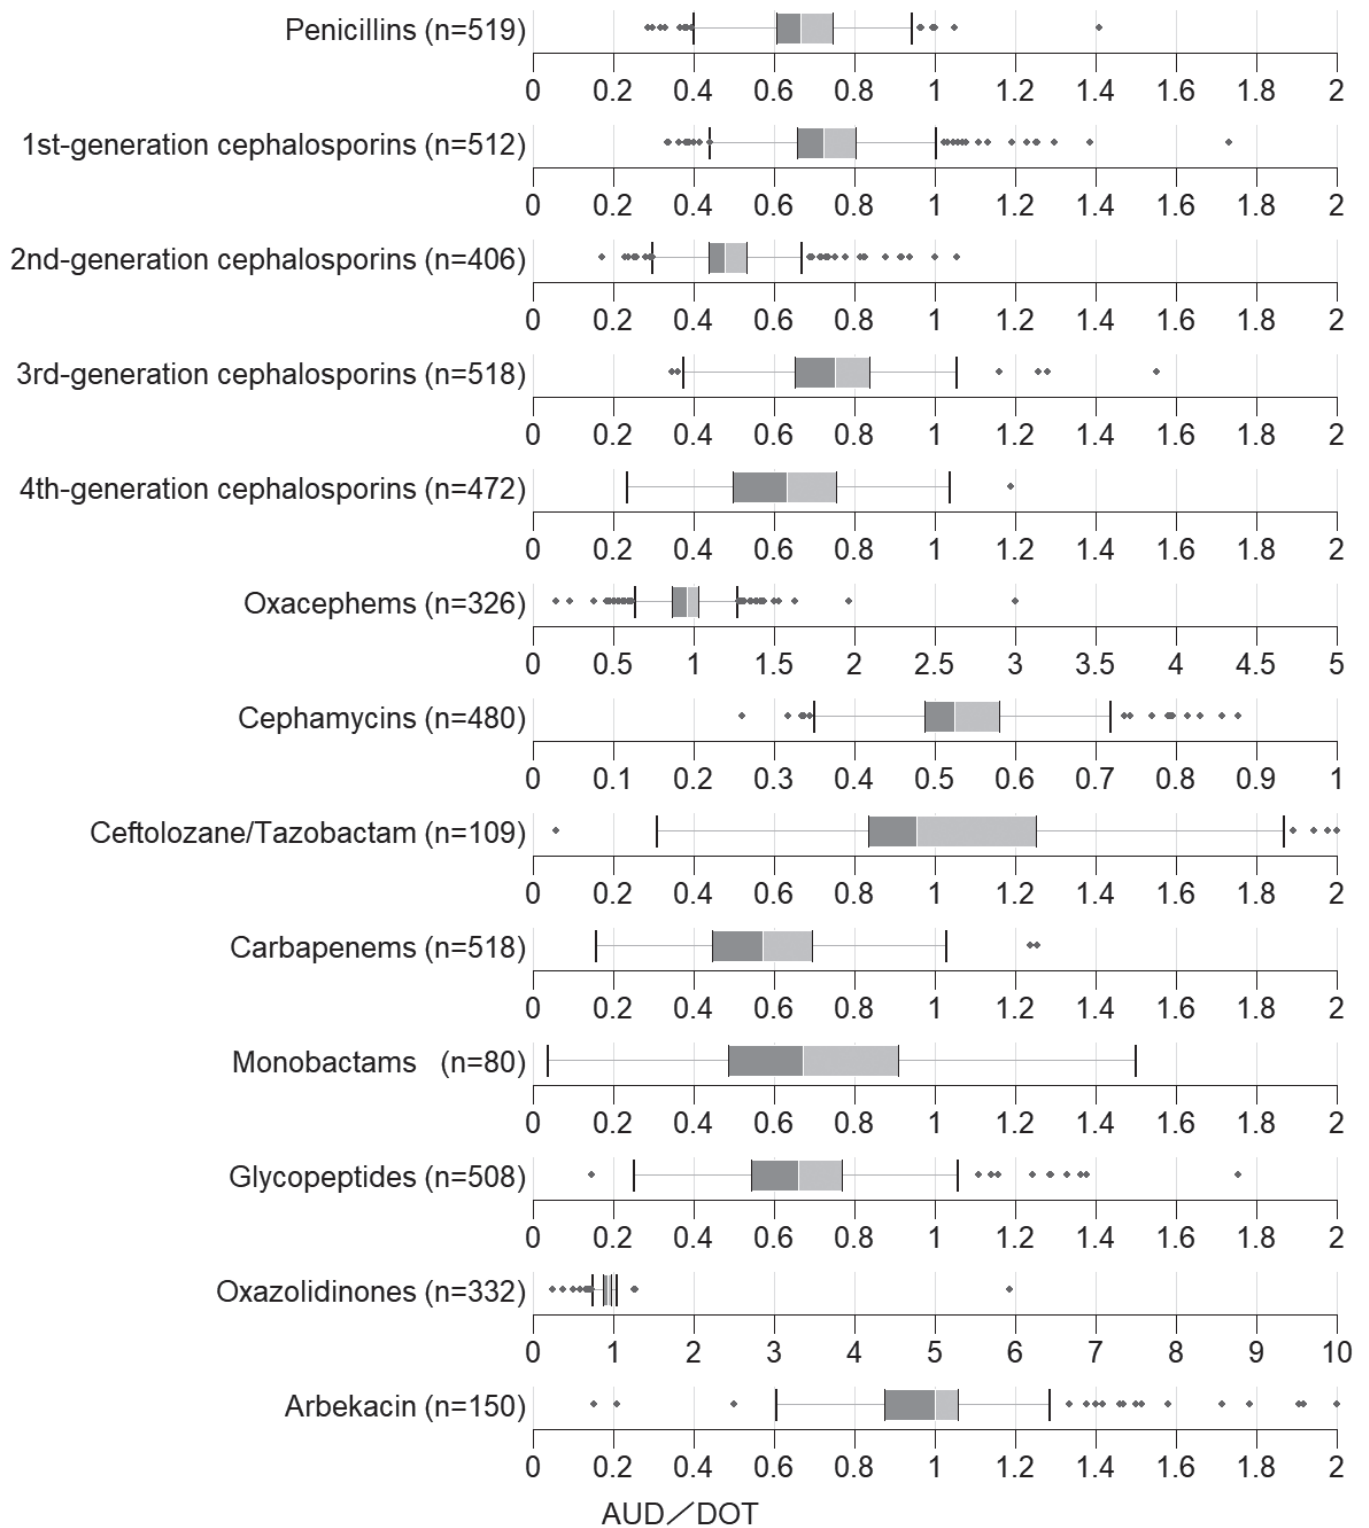 Penicillins (n=519)
0 0.2 0.4 0.6 0.8 1 1.2 1.4 1.6 1.8 2
1st-generation cephalosporins (n=512)
0 0.2 0.4 0.6 0.8 1 1.2 1.4 1.6 1.8 2
2nd-generation cephalosporins (n=406)
0 0.2 0.4 0.6 0.8 1 1.2 1.4 1.6 1.8 2
3rd-generation cephalosporins (n=518)
0 0.2 0.4 0.6 0.8 1 1.2 1.4 1.6 1.8 2
4th-generation cephalosporins (n=472)
0 0.2 0.4 0.6 0.8 1 1.2 1.4 1.6 1.8 2
Oxacephems (n=326)
0 0.5 1 1.5 2 2.5 3 3.5 4 4.5 5
Cephamycins (n=480)
0 0.1 0.2 0.3 0.4 0.5 0.6 0.7 0.8 0.9 1
Ceftolozane/Tazobactam (n=109)
0 0.2 0.4 0.6 0.8 1 1.2 1.4 1.6 1.8 2
Carbapenems (n=518)
0 0.2 0.4 0.6 0.8 1 1.2 1.4 1.6 1.8 2
Monobactams (n=80)
0 0.2 0.4 0.6 0.8 1 1.2 1.4 1.6 1.8 2
Glycopeptides (n=508)
0 0.2 0.4 0.6 0.8 1 1.2 1.4 1.6 1.8 2
Oxazolidinones (n=332)
0 1 2 3 4 5 6 7 8 9 10
Arbekacin (n=150)
0 0.2 0.4 0.6 0.8 1 1.2 1.4 1.6 1.8 2
AUD／DOT